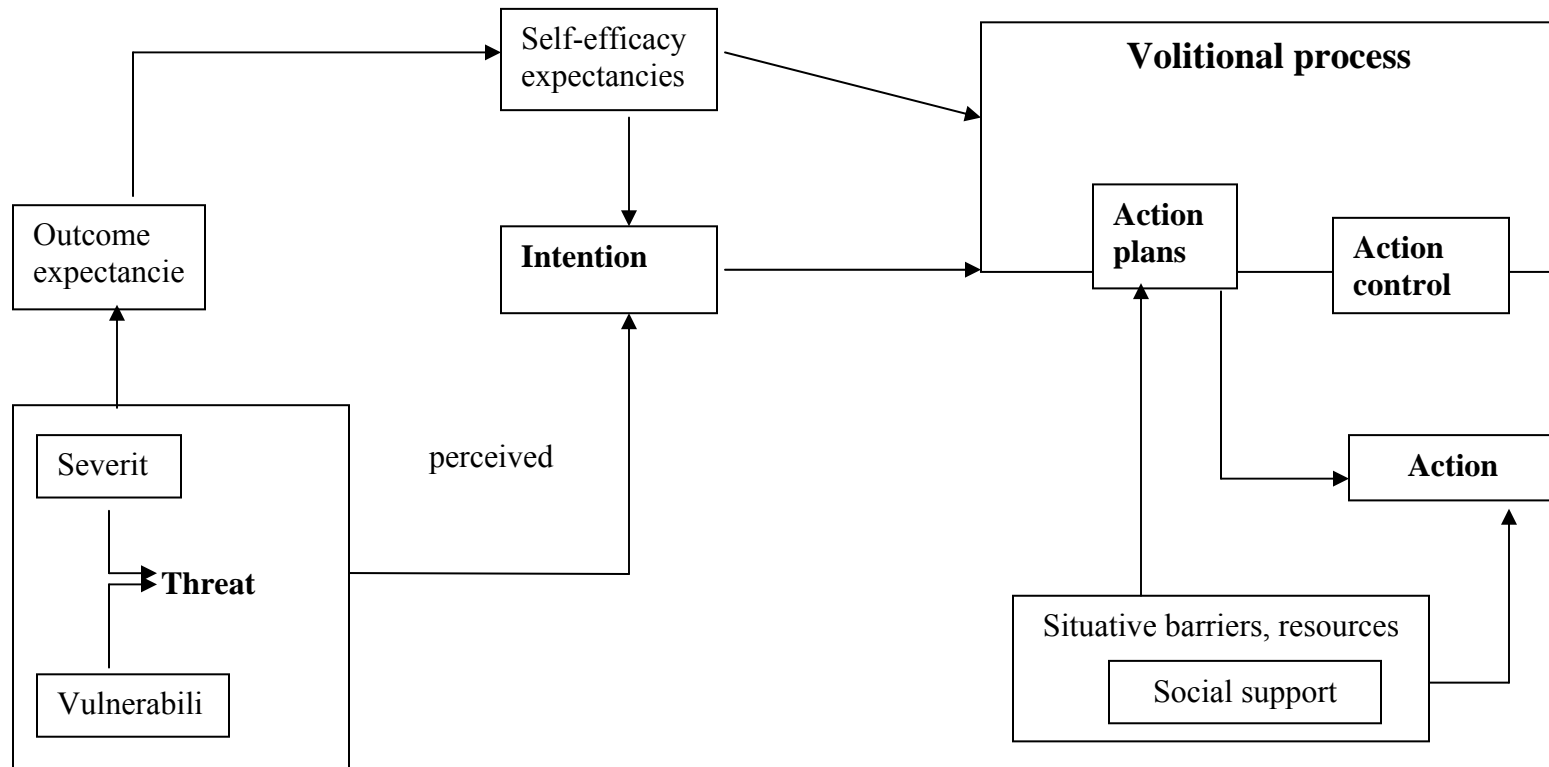 Self-efficacy
expectancies
Volitional process
Outcome
expectancie
Intention
Action
plans
Action
control
Severit
perceived
Threat
Vulnerabili
Action
Situative barriers, resources
Social support